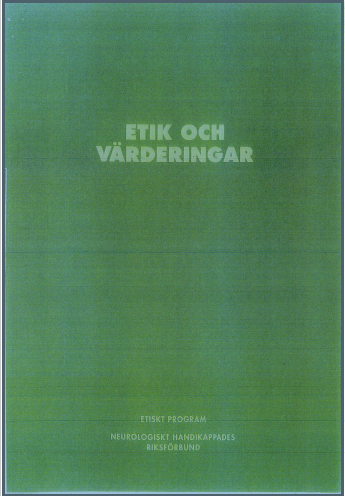 ETIK OCH
VÄRDERINGAR
ETISKT PROGRAM
NEUROLOGISKT HANDIKAPPADES
RIKSFÖRBUND